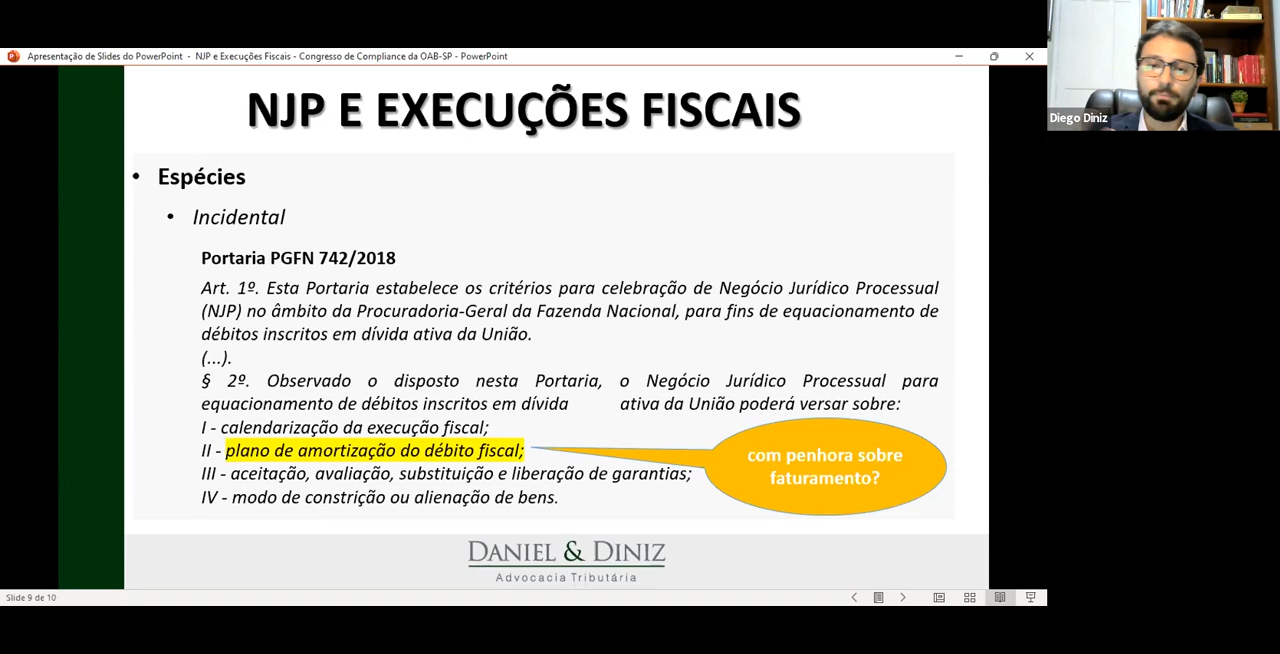 Apresentação de Slides do PowerPoint - NJP e Execuções Fiscais - Congresso de Compliance da OAB-SP - PowerPoint
Diego Diniz
NJP E EXECUÇÕES FISCAIS
• Espécies
• Incidental
Portaria PGFN 742/2018
Art. 1º. Esta Portaria estabelece os critérios para celebração de Negócio Jurídico Processual
(NJP) no âmbito da Procuradoria-Geral da Fazenda Nacional, para fins de equacionamento de
débitos inscritos em dívida ativa da União.
(...).
§ 2º. Observado o disposto nesta Portaria, o Negócio Jurídico Processual para
equacionamento de débitos inscritos em dívida ativa da União poderá versar sobre:
I - calendarização da execução fiscal;
II - plano de amortização do débito fiscal;
III - aceitação, avaliação, substituição e liberação de garantias;
IV - modo de constrição ou alienação de bens.
com penhora sobre
faturamento?
DANIEL & DINIZ
Advocacia Tributária
Slide 9 de 10